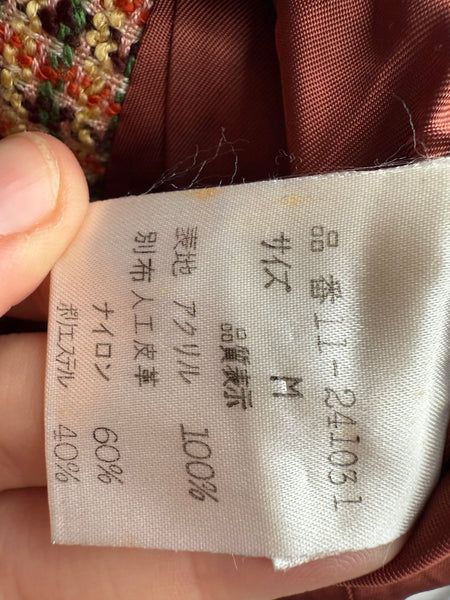 品番 11-241031
サイズ M
品質表示
表地 アクリル 100%
別布 人工皮革
ナイロン 60%
ポリエステル 40%